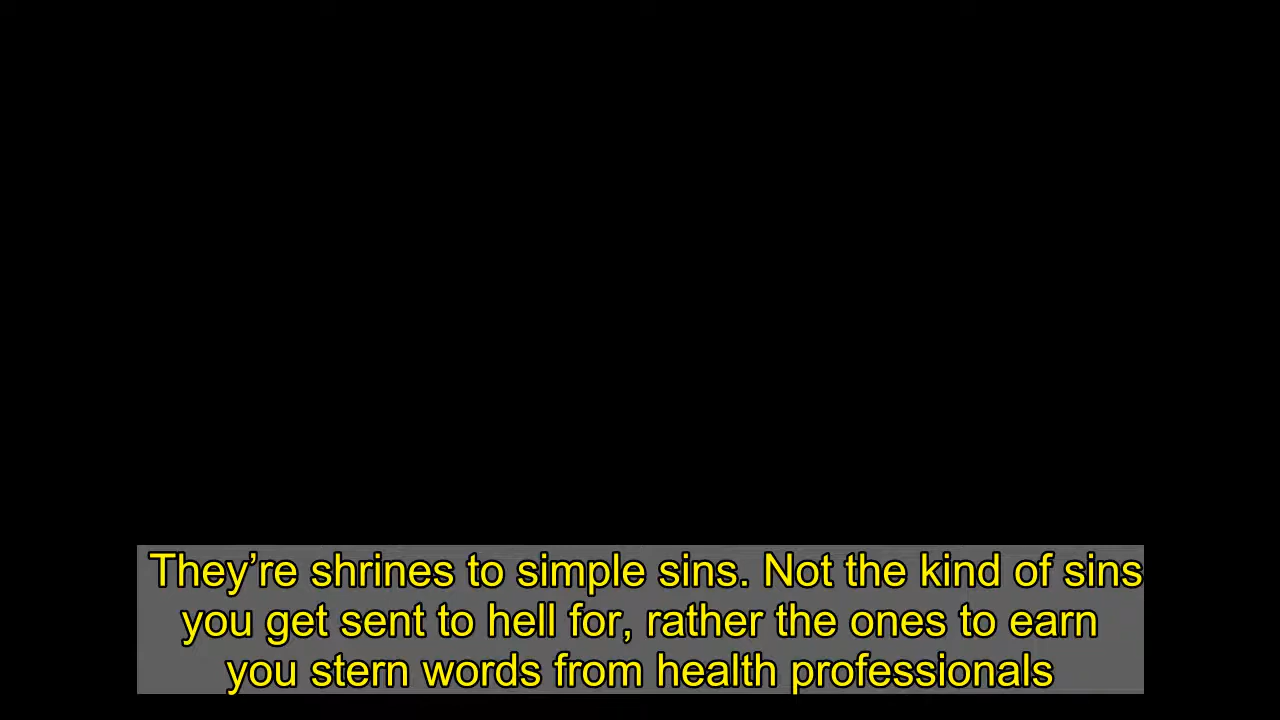 They’re shrines to simple sins. Not the kind of sins
you get sent to hell for, rather the ones to earn
you stern words from health professionals